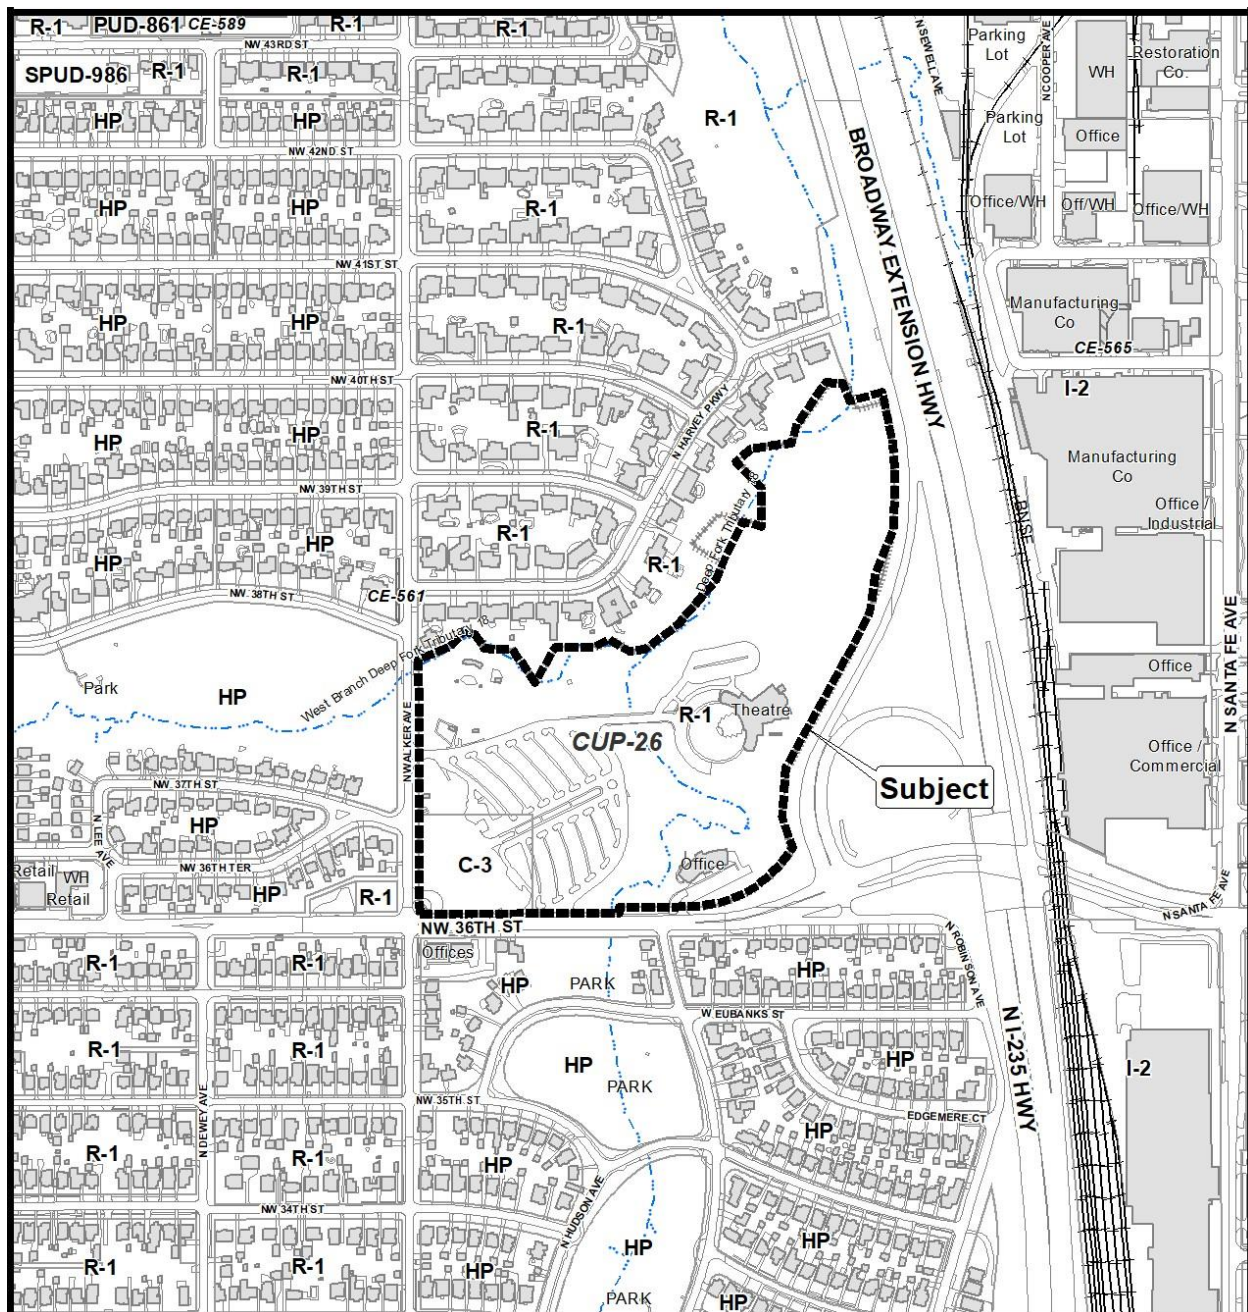 R-1
PUD-861
CE-589
R-1
R-1
NW 43RD ST
SPUD-986
R-1
R-1
HP
HP
NW 42ND ST
R-1
N SEWELL AVE
Parking
Lot
N COOPER AVE
WH
Restoration
Co.
Parking
Lot
Office
BROADWAY EXTENSION HWY
HP
HP
R-1
Office/WH
Off/WH
Office/WH
NW 41ST ST
HP
HP
R-1
Manufacturing
Co
CE-565
NW 40TH ST
I-2
HP
HP
R-1
N HARVEY PKWY
Manufacturing
Co
NW 39TH ST
Office /
Industrial
BNSF
HP
HP
R-1
R-1
Deep Fork Tributary
NW 38TH ST
CE-561
West Branch Deep Fork Tributary 18
N SANTA FE AVE
Office
Park
HP
N WALKER AVE
R-1
Theatre
CUP-26
Office /
Commercial
Subject
NW 37TH ST
HP
N LEE AVE
NW 36TH TER
C-3
Office
Retail
WH
Retail
HP
R-1
N SANTA FE AVE
NW 36TH ST
R-1
R-1
Offices
HP
PARK
HP
N ROBINSON AVE
W EUBANKS ST
N I-235 HWY
R-1
R-1
HP
PARK
HP
I-2
N DEWEY AVE
NW 35TH ST
EDGEMERE CT
R-1
R-1
HP
HP
NW 34TH ST
N HUDSON AVE
R-1
R-1
HP
HP
HP
PARK
HP